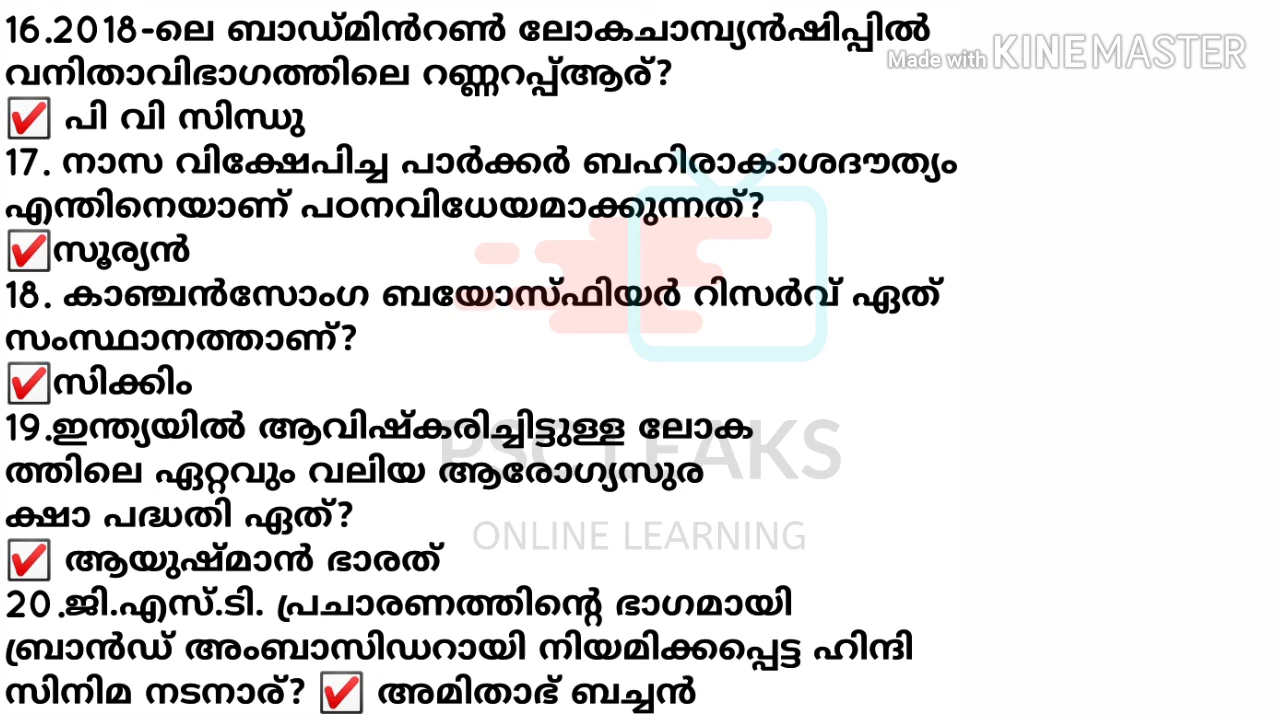 16.2018-ലെ ബാഡ്മിൻറൺ ലോകചാമ്പ്യൻഷിപ്പിൽ
Made with KINEMASTER
വനിതാവിഭാഗത്തിലെ റണ്ണറപ്പ്ആര്?
✔ പി വി സിന്ധു
17. നാസ വിക്ഷേപിച്ച പാർക്കർ ബഹിരാകാശദൗത്യം
എന്തിനെയാണ് പഠനവിധേയമാക്കുന്നത്?
✔സൂര്യൻ
18. കാഞ്ചൻസോംഗ ബയോസ്ഫിയർ റിസർവ് ഏത്
സംസ്ഥാനത്താണ്?
✔സിക്കിം
19.ഇന്ത്യയിൽ ആവിഷ്കരിച്ചിട്ടുള്ള ലോക
PSC LEAKS
ത്തിലെ ഏറ്റവും വലിയ ആരോഗ്യസുര
ക്ഷാ പദ്ധതി ഏത്?
ONLINE LEARNING
✔ ആയുഷ്മാൻ ഭാരത്
20.ജി.എസ്.ടി. പ്രചാരണത്തിന്റെ ഭാഗമായി
ബ്രാൻഡ് അംബാസിഡറായി നിയമിക്കപ്പെട്ട ഹിന്ദി
സിനിമ നടനാര്? ✔ അമിതാഭ് ബച്ചൻ